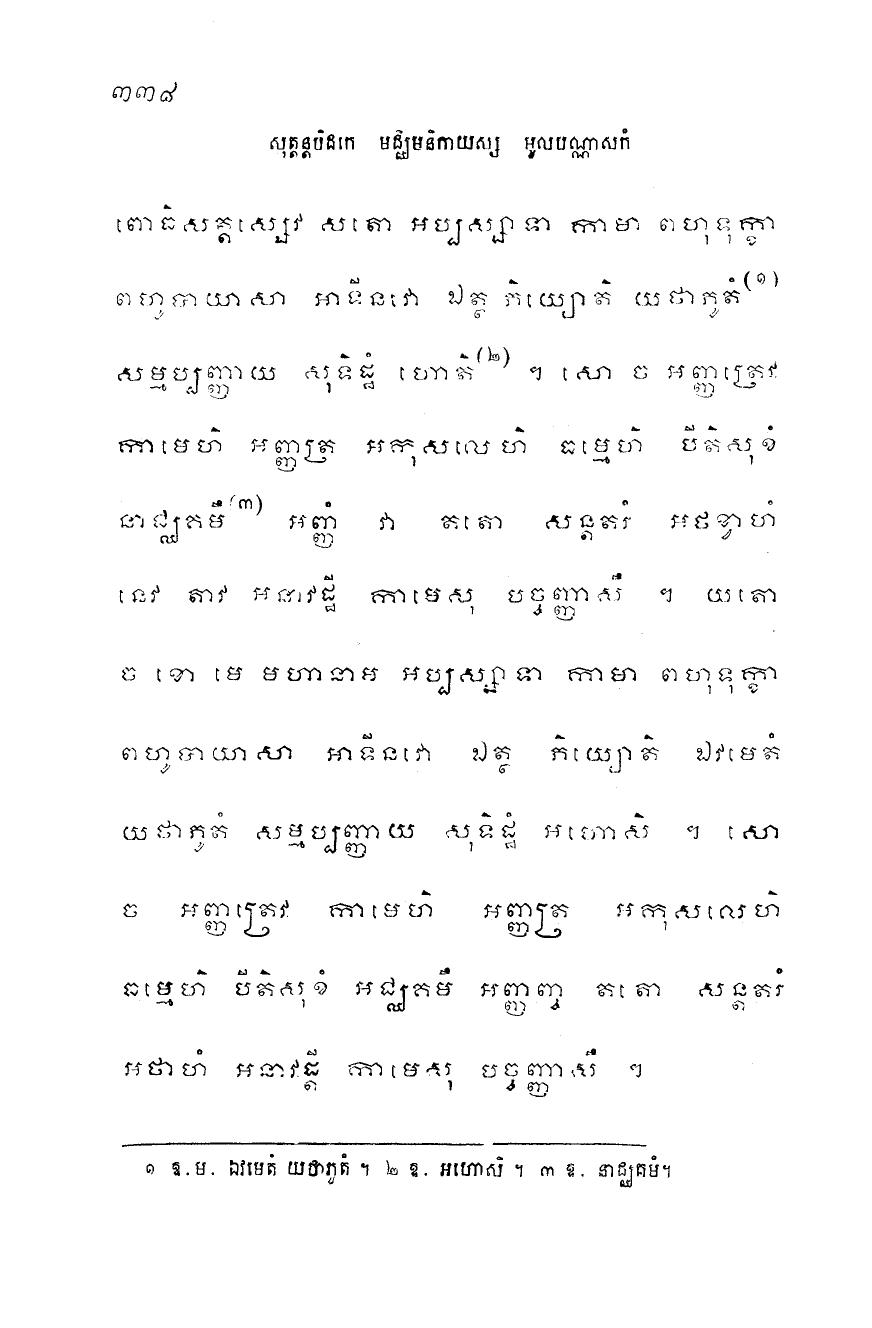 ៣៣៨
សុត្តន្តបិដកេ មជ្ឈិមនិកាយស្ស មូលបណ្ណាសកំ
ពោធិសត្តស្សេវ សតោ អប្បស្សាទា កាមា ពហុទុក្ខា
ពហូបាយាសា អាទីនវោ ឯត្ថ ភិយ្យោតិ យថាភូតំ(១)
សម្មប្បញ្ញាយ សុទិដ្ឋំ ហោតិ(២) ។ សោ ច អញ្ញត្រេវ
កាមេហិ អញ្ញត្រ អកុសលេហិ ធម្មេហិ បីតិសុខំ
នាជ្ឈគមឹ(៣) អញ្ញំ វា តតោ សន្តតរំ អថខ្វាហំ
នេវ តាវ អនាវដ្ដី កាមេសុ បច្ចញ្ញាសឹ ។ យតោ
ច ខោ មេ មហានាម អប្បស្សាទា កាមា ពហុទុក្ខា
ពហូបាយាសា អាទីនវោ ឯត្ថ ភិយ្យោតិ ឯវមេតំ
យថាភូតំ សម្មប្បញ្ញាយ សុទិដ្ឋំ អហោសិ ។ សោ
ច អញ្ញត្រេវ កាមេហិ អញ្ញត្រ អកុសលេហិ
ធម្មេហិ បីតិសុខំ អជ្ឈគមឹ អញ្ញញ្ច តតោ សន្តតរំ
អថាហំ អនាវដ្តី កាមេសុ បច្ចញ្ញាសឹ ។
១ ឱ.ម. ឯវមេតំ យថាភូតំ ។ ២ ឱ. អហោសិ ។ ៣ ឱ. នាជ្ឈគមំ។